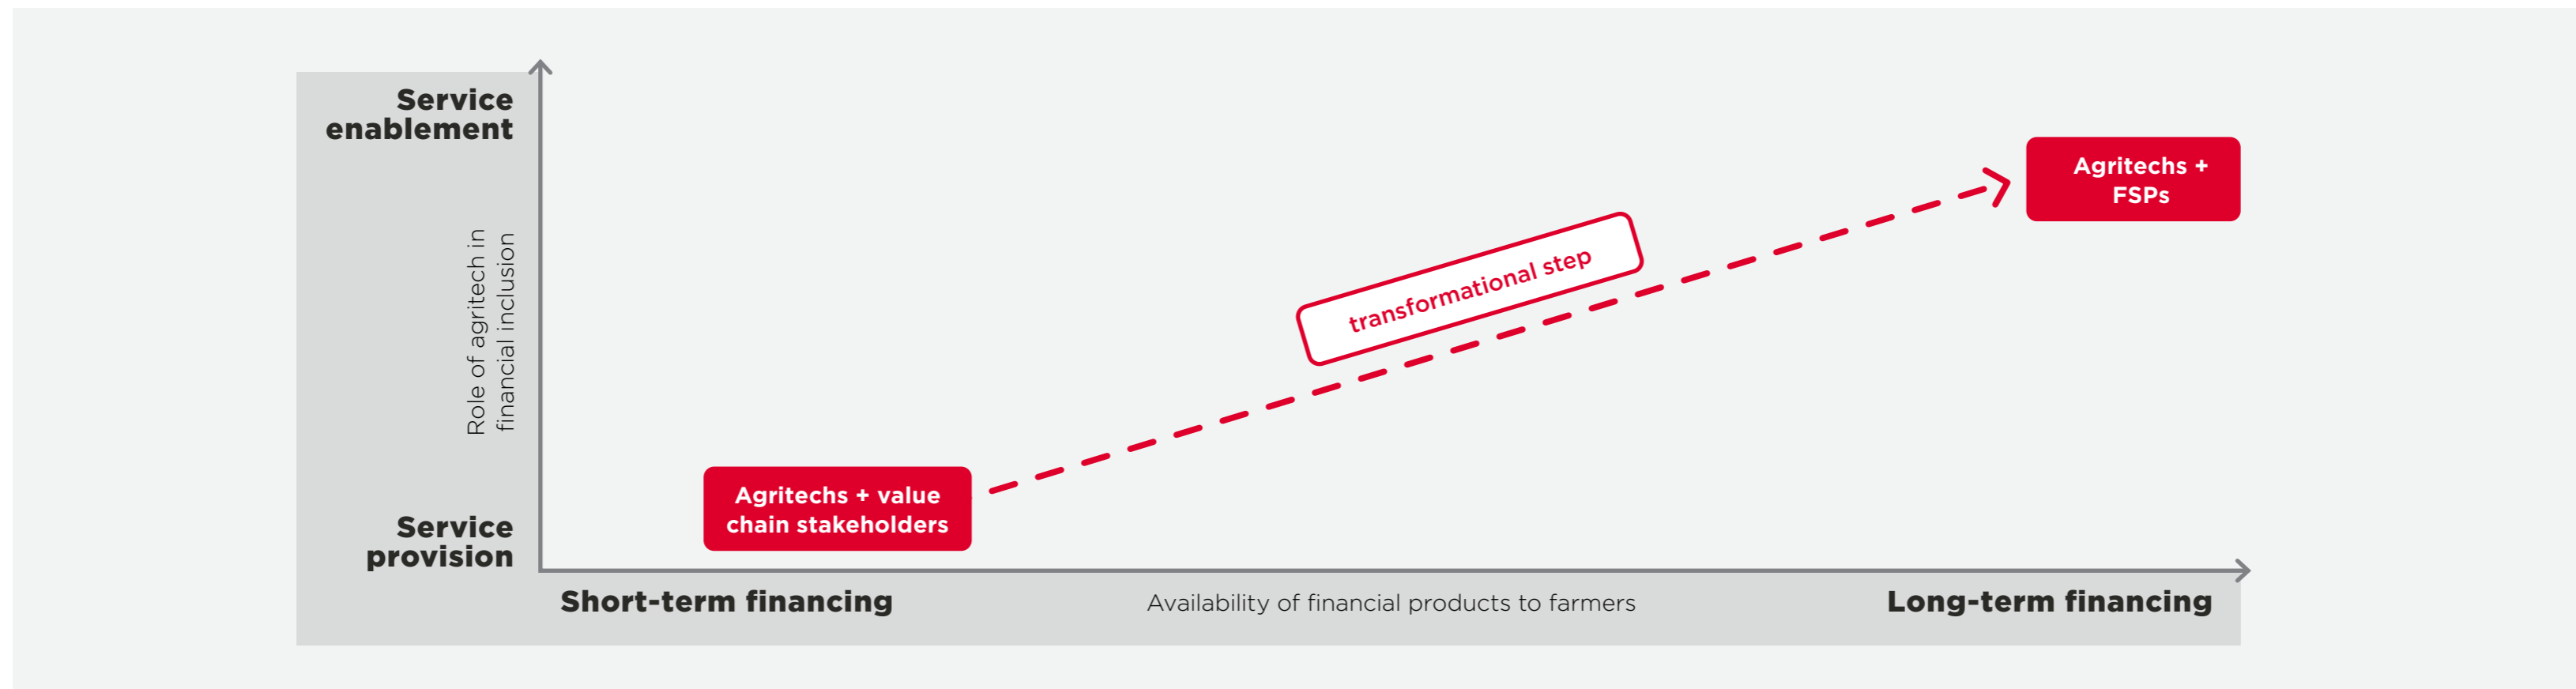 Service
enablement
Role of agritech in
financial inclusion
Service
provision
Agritechs +
FSPs
transformational step
Agritechs + value
chain stakeholders
Short-term financing
Availability of financial products to farmers
Long-term financing